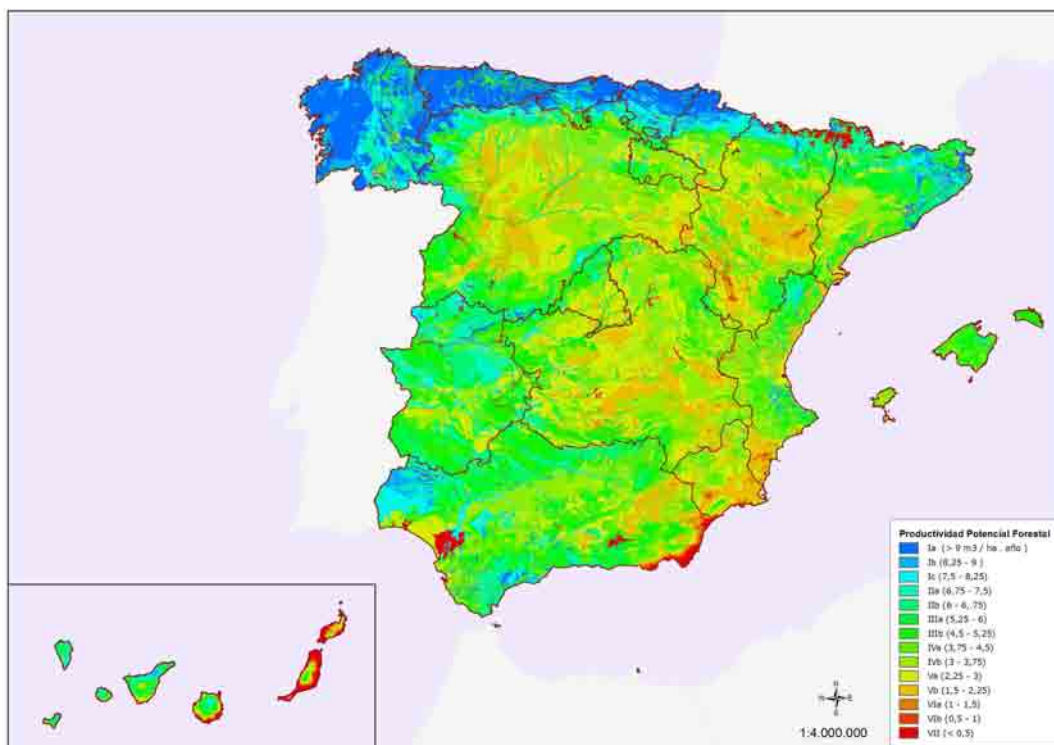 Productividad Potencial Forestal
Ia (> 9 m3 / ha . año )
Ib (8,25 - 9 )
Ic (7,5 - 8,25)
IIa (6,75 - 7,5)
IIb (6 - 6,.75)
IIIa (5,25 - 6)
IIIb (4,5 - 5,25)
IVa (3,75 - 4,5)
IVb (3 - 3,75)
Va (2,25 - 3)
Vb (1,5 - 2,25)
VIa (1 - 1,5)
VIb (0,5 - 1)
VII (< 0,5)
N
E
S
1:4.000.000